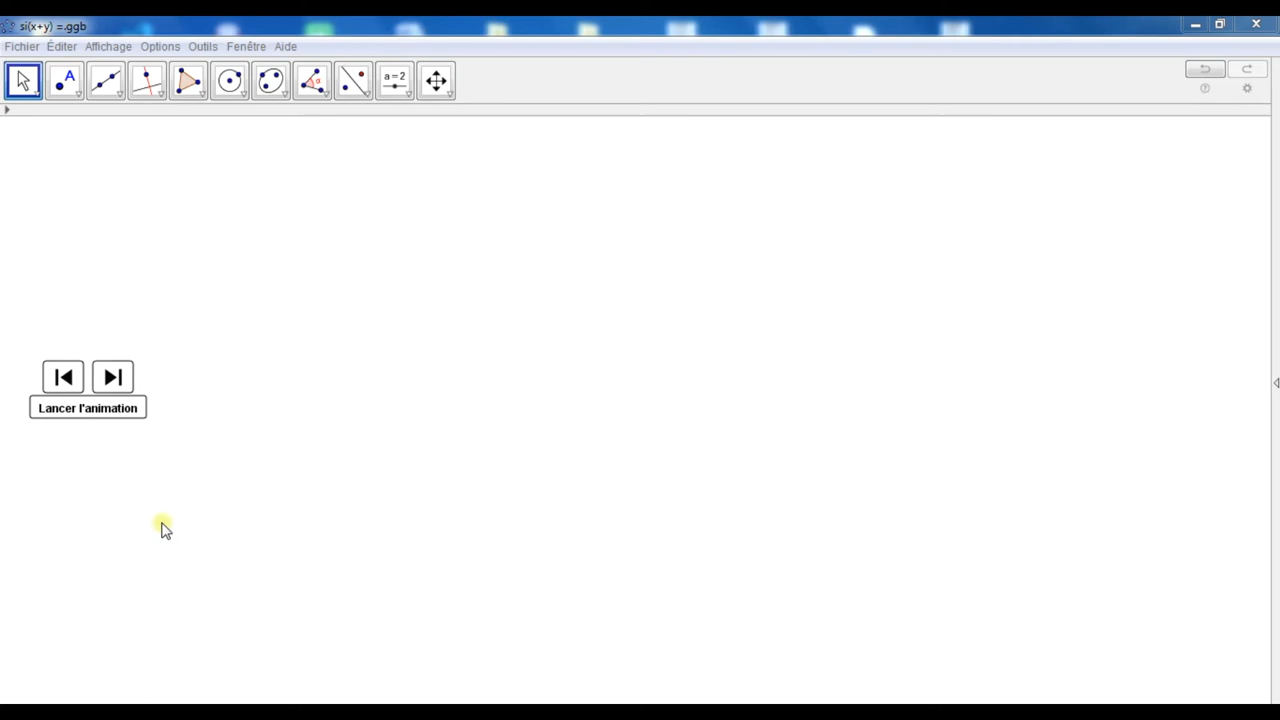 si(x+y) =.ggb
Fichier Éditer Affichage Options Outils Fenêtre Aide
A
α
a=2
Lancer l'animation